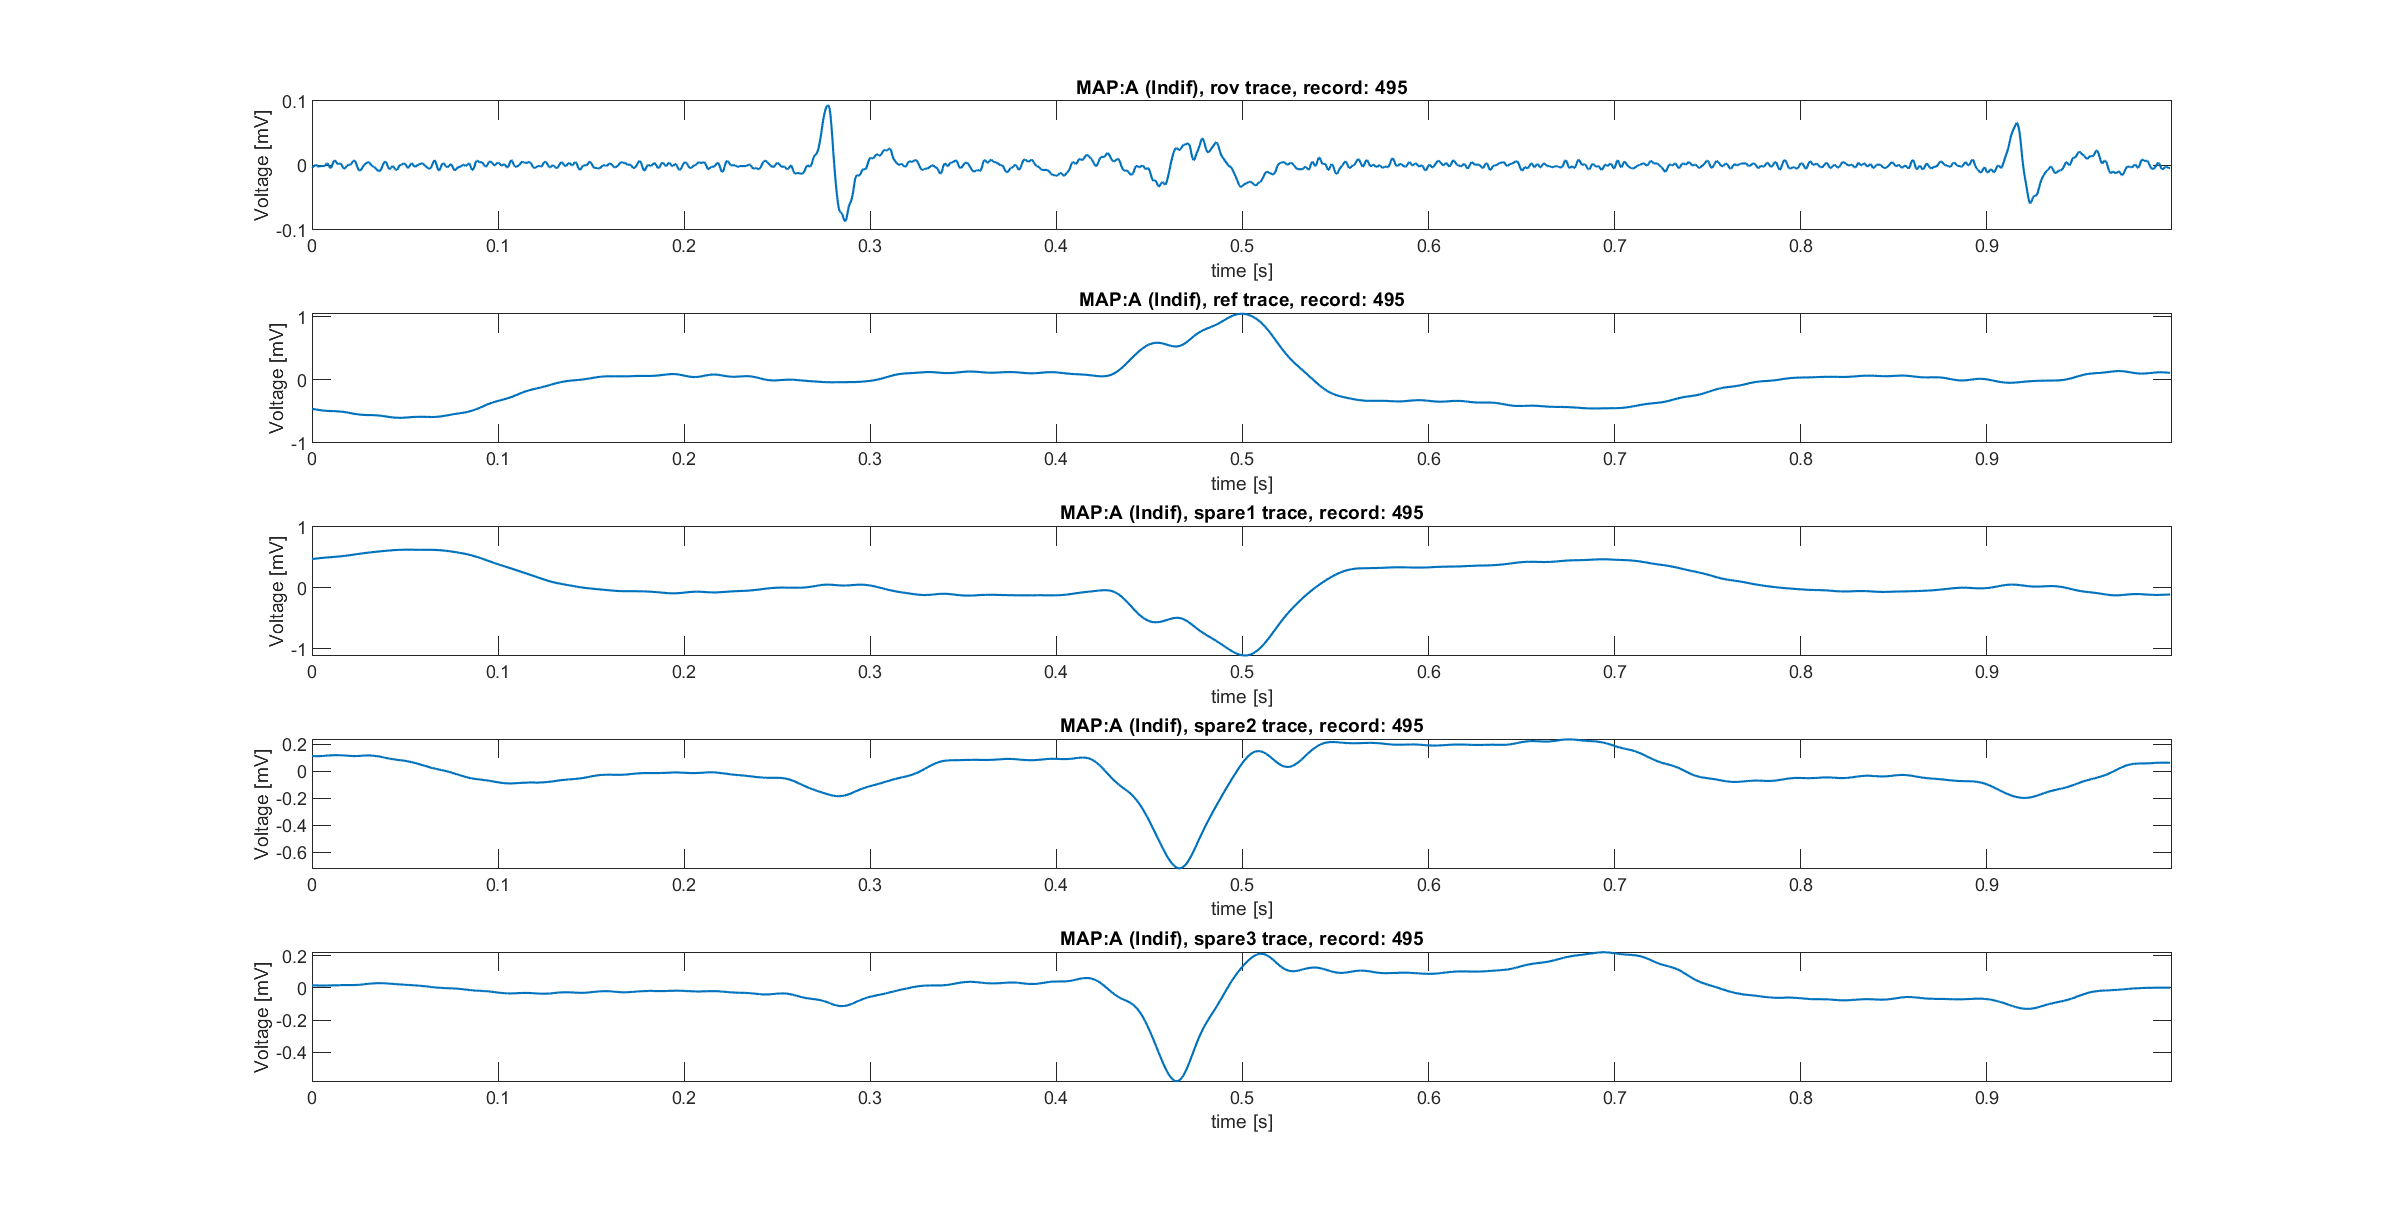 MAP:A (Indif), rov trace, record: 495
0.1
0
-0.1
Voltage [mV]
0 0.1 0.2 0.3 0.4 0.5 0.6 0.7 0.8 0.9
time [s]
MAP:A (Indif), ref trace, record: 495
1
0
-1
Voltage [mV]
0 0.1 0.2 0.3 0.4 0.5 0.6 0.7 0.8 0.9
time [s]
MAP:A (Indif), spare1 trace, record: 495
1
0
-1
Voltage [mV]
0 0.1 0.2 0.3 0.4 0.5 0.6 0.7 0.8 0.9
time [s]
MAP:A (Indif), spare2 trace, record: 495
0.2
0
-0.2
-0.4
-0.6
Voltage [mV]
0 0.1 0.2 0.3 0.4 0.5 0.6 0.7 0.8 0.9
time [s]
MAP:A (Indif), spare3 trace, record: 495
0.2
0
-0.2
-0.4
Voltage [mV]
0 0.1 0.2 0.3 0.4 0.5 0.6 0.7 0.8 0.9
time [s]